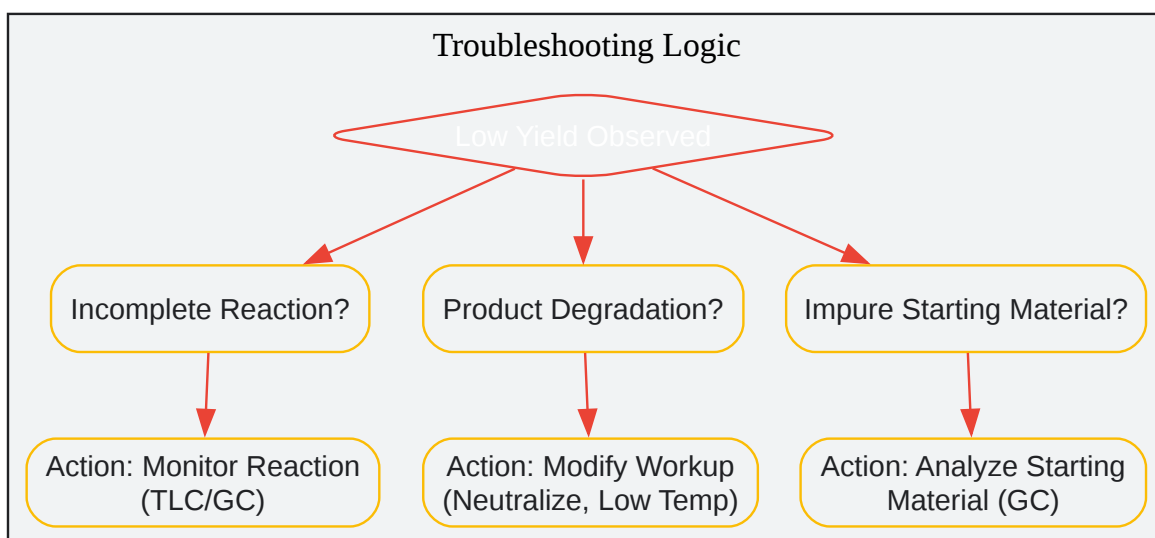 Troubleshooting Logic
Low Yield Observed
Incomplete Reaction?
Product Degradation?
Impure Starting Material?
Action: Monitor Reaction
(TLC/GC)
Action: Modify Workup
(Neutralize, Low Temp)
Action: Analyze Starting
Material (GC)